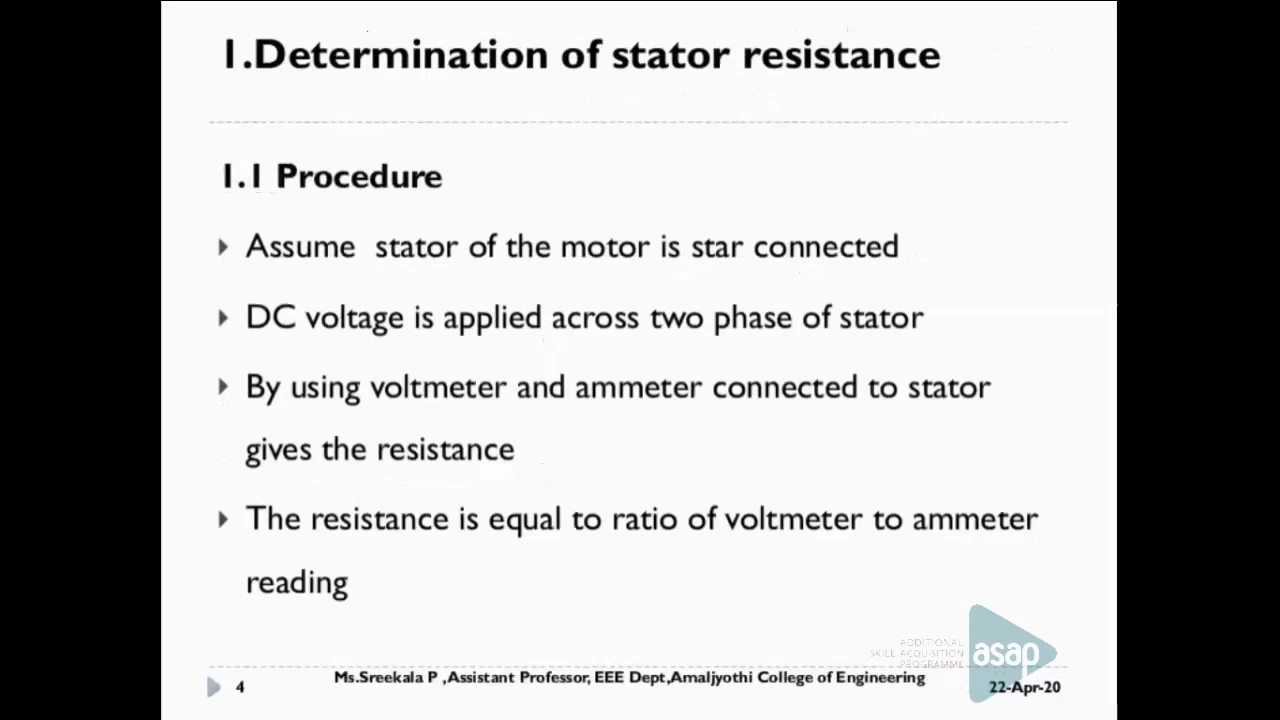 1.Determination of stator resistance
1.1 Procedure
Assume stator of the motor is star connected
DC voltage is applied across two phase of stator
By using voltmeter and ammeter connected to stator
gives the resistance
The resistance is equal to ratio of voltmeter to ammeter
reading
ADDITIONAL
SKILL ACQUISITION
PROGRAMME
asap
4
Ms.Sreekala P ,Assistant Professor, EEE Dept,Amaljyothi College of Engineering
22-Apr-20